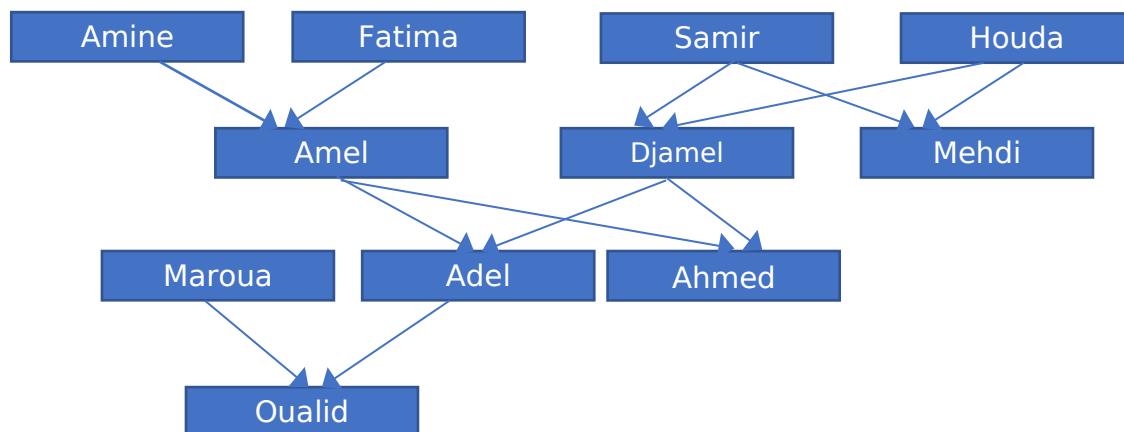 Amine
Fatima
Samir
Houda
Amel
Djamel
Mehdi
Maroua
Adel
Ahmed
Oualid